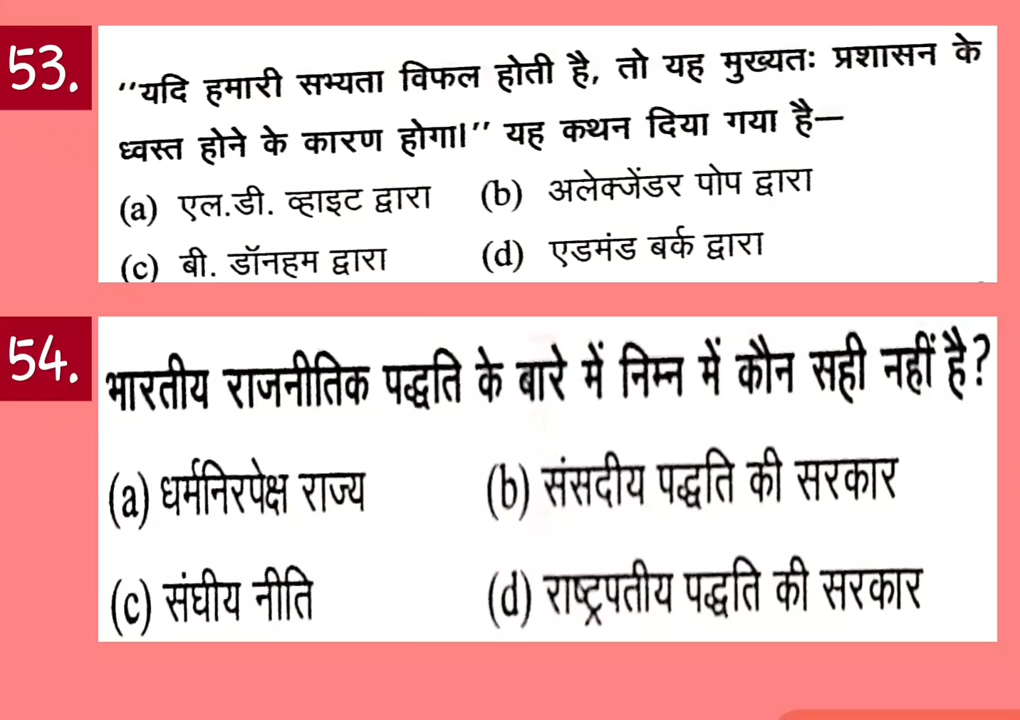 53.
"यदि हमारी सभ्यता विफल होती है, तो यह मुख्यतः प्रशासन के
ध्वस्त होने के कारण होगा।" यह कथन दिया गया है—
(a) एल.डी. व्हाइट द्वारा (b) अलेक्जेंडर पोप द्वारा
(c) बी. डॉनहम द्वारा (d) एडमंड बर्क द्वारा
54.
भारतीय राजनीतिक पद्धति के बारे में निम्न में कौन सही नहीं है?
(a) धर्मनिरपेक्ष राज्य (b) संसदीय पद्धति की सरकार
(c) संघीय नीति (d) राष्ट्रपतीय पद्धति की सरकार